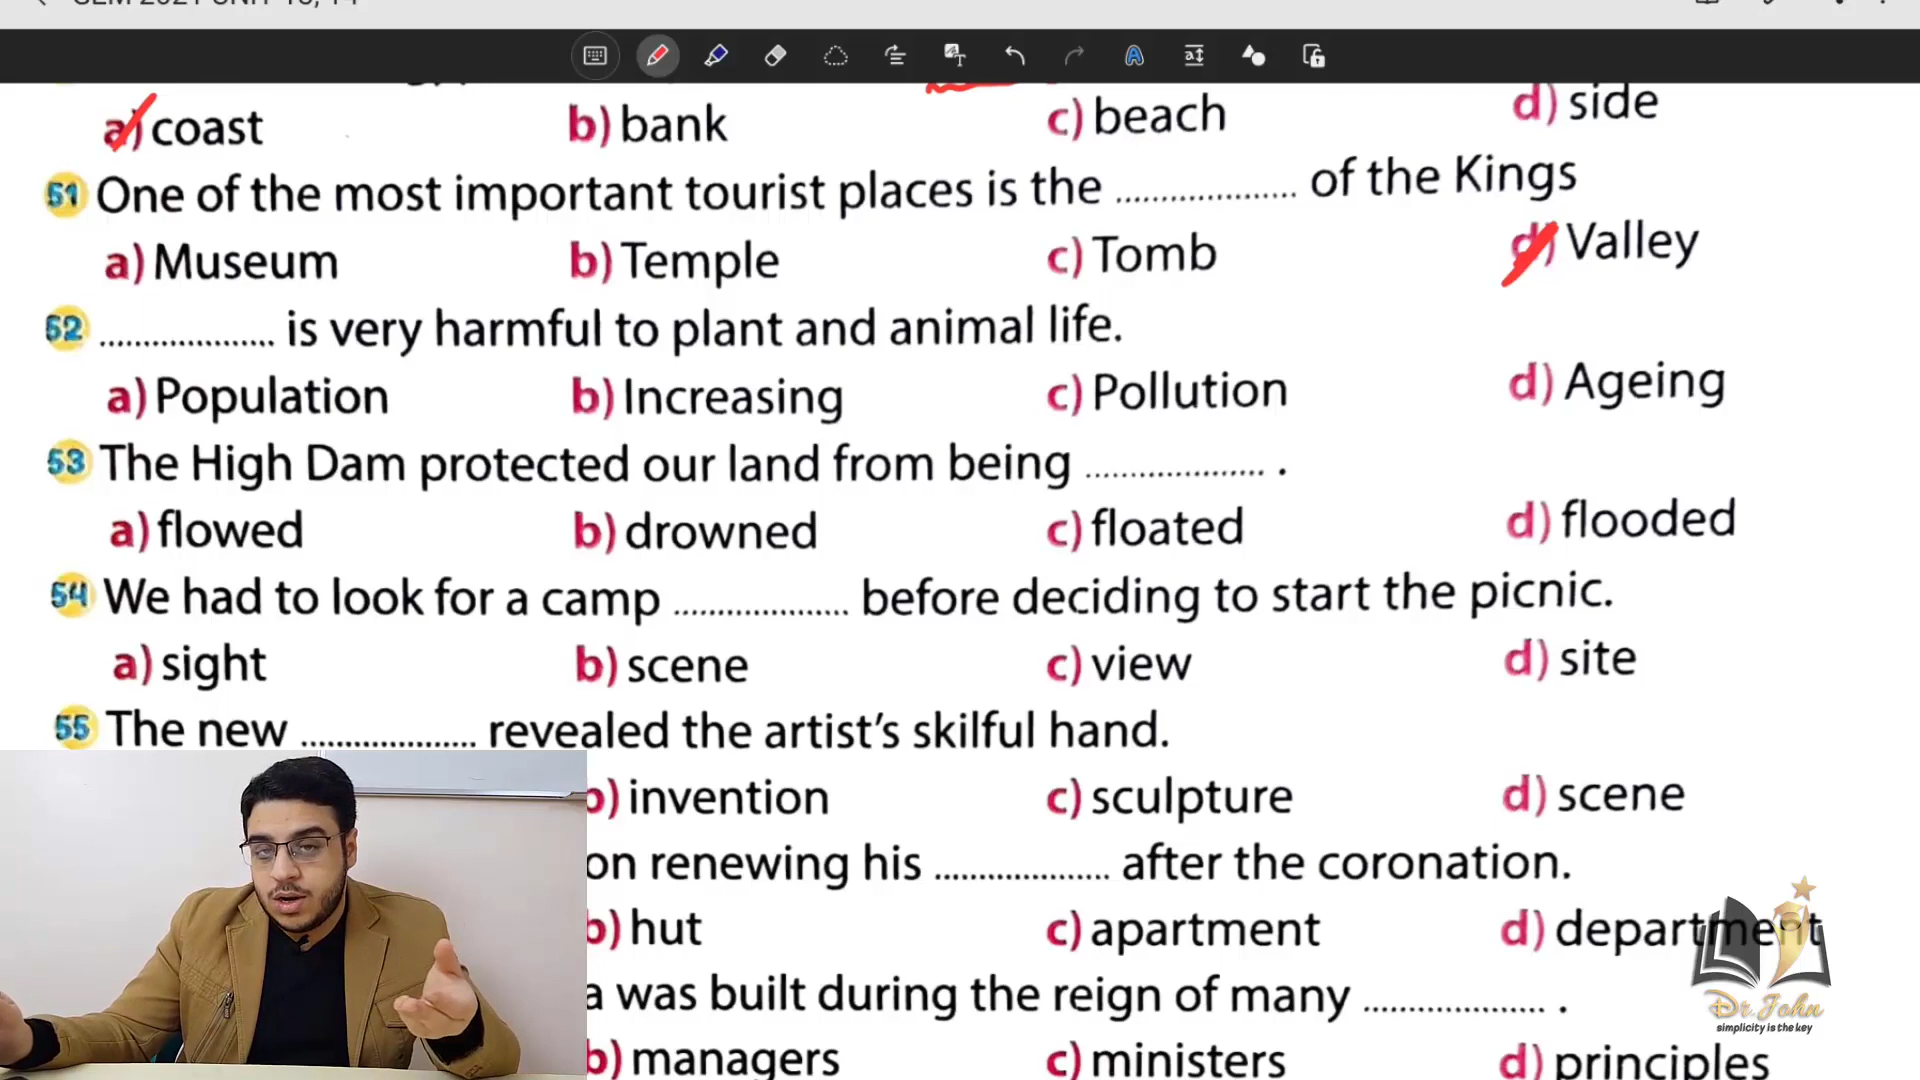 a) coast b) bank c) beach d) side
51 One of the most important tourist places is the .................... of the Kings
a) Museum b) Temple c) Tomb d) Valley
52 .................... is very harmful to plant and animal life.
a) Population b) Increasing c) Pollution d) Ageing
53 The High Dam protected our land from being .................... .
a) flowed b) drowned c) floated d) flooded
54 We had to look for a camp .................... before deciding to start the picnic.
a) sight b) scene c) view d) site
55 The new .................... revealed the artist's skilful hand.
b) invention c) sculpture d) scene
on renewing his .................... after the coronation.
b) hut c) apartment d) department
a was built during the reign of many .................... .
b) managers c) ministers d) principles
Dr. John
simplicity is the key